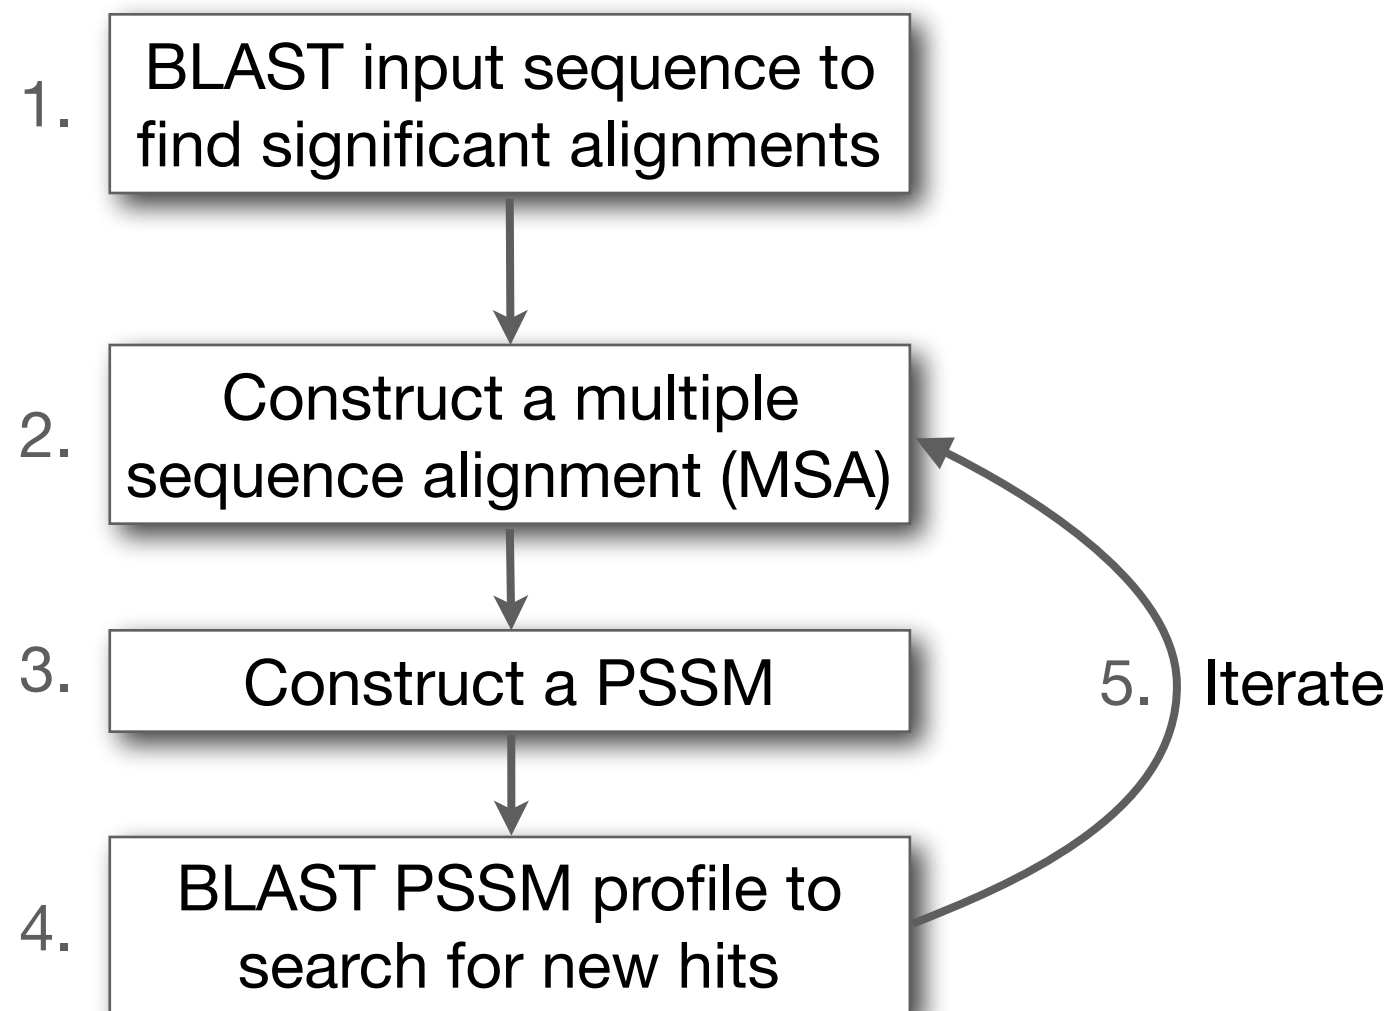 1.
BLAST input sequence to
find significant alignments
2.
Construct a multiple
sequence alignment (MSA)
3.
Construct a PSSM
5. Iterate
4.
BLAST PSSM profile to
search for new hits